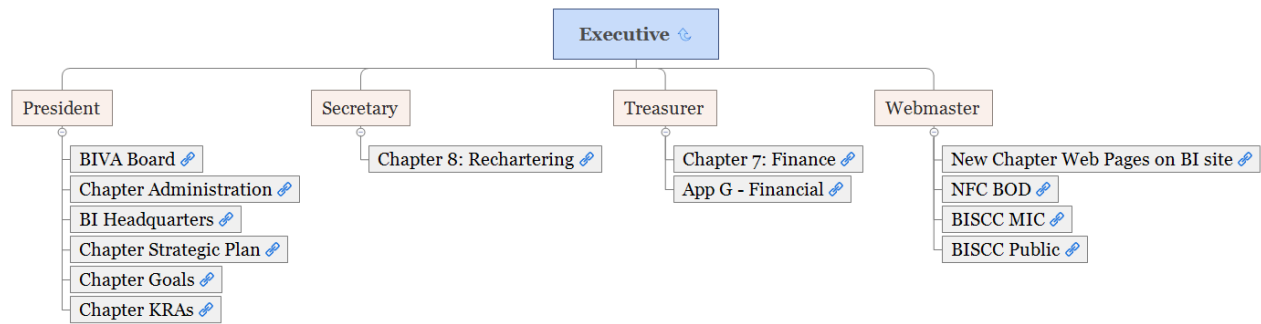 Executive
President
BIVA Board
Chapter Administration
BI Headquarters
Chapter Strategic Plan
Chapter Goals
Chapter KRAs
Secretary
Chapter 8: Rechartering
Treasurer
Chapter 7: Finance
App G - Financial
Webmaster
New Chapter Web Pages on BI site
NFC BOD
BISCC MIC
BISCC Public